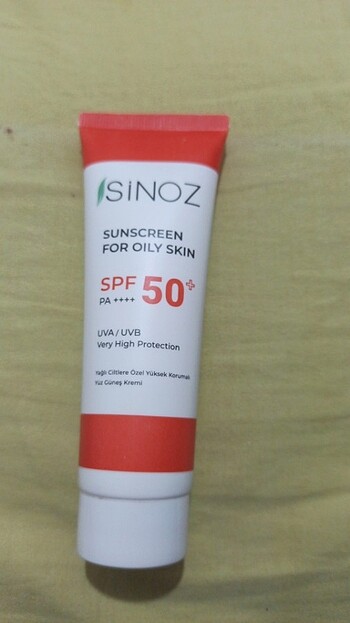 SiNOZ
SUNSCREEN
FOR OILY SKIN
SPF 50+
PA ++++
UVA / UVB
Very High Protection
Yağlı Ciltlere Özel Yüksek Korumalı
Yüz Güneş Kremi